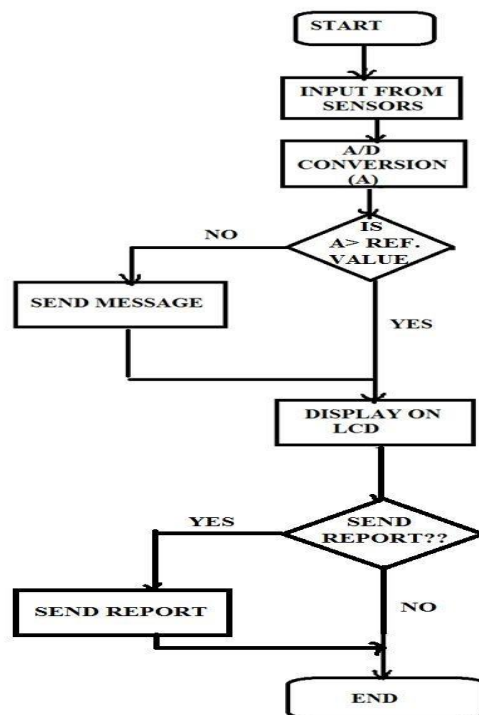 START
INPUT FROM
SENSORS
A/D
CONVERSION
(A)
IS
A> REF.
VALUE
NO
SEND MESSAGE
YES
DISPLAY ON
LCD
SEND
REPORT??
YES
SEND REPORT
NO
END